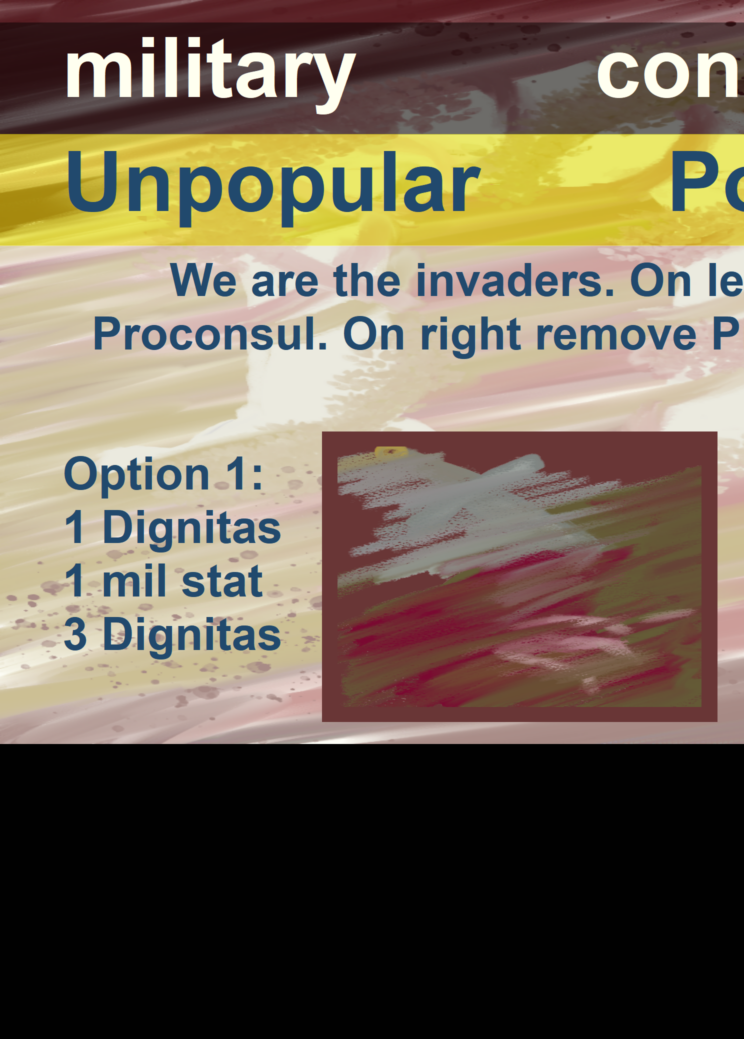 military con
Unpopular Po
We are the invaders. On le
Proconsul. On right remove P
Option 1:
1 Dignitas
1 mil stat
3 Dignitas